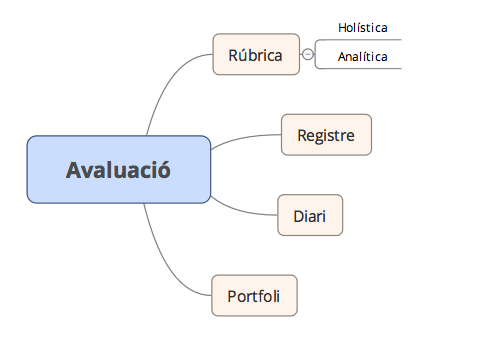 Holística
Rúbrica
Analítica
Registre
Avaluació
Diari
Portfoli